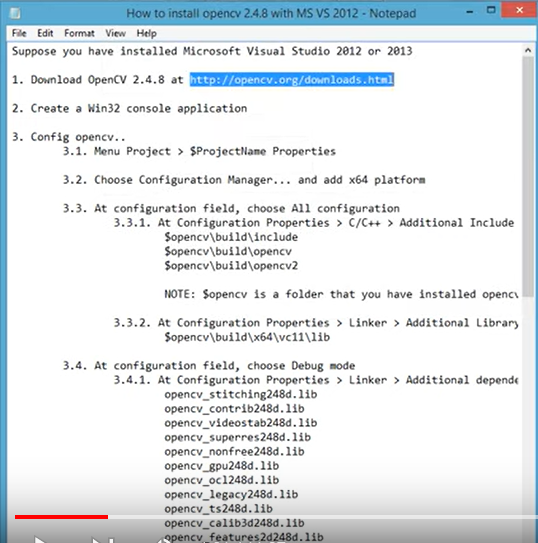 How to install opencv 2.4.8 with MS VS 2012 - Notepad
File Edit Format View Help
Suppose you have installed Microsoft Visual Studio 2012 or 2013
1. Download OpenCV 2.4.8 at http://opencv.org/downloads.html
2. Create a Win32 console application
3. Config opencv..
3.1. Menu Project > $ProjectName Properties
3.2. Choose Configuration Manager... and add x64 platform
3.3. At configuration field, choose All configuration
3.3.1. At Configuration Properties > C/C++ > Additional Include
$opencv\build\include
$opencv\build\opencv
$opencv\build\opencv2
NOTE: $opencv is a folder that you have installed opencv
3.3.2. At Configuration Properties > Linker > Additional Library
$opencv\build\x64\vc11\lib
3.4. At configuration field, choose Debug mode
3.4.1. At Configuration Properties > Linker > Additional depende
opencv_stitching248d.lib
opencv_contrib248d.lib
opencv_videostab248d.lib
opencv_superres248d.lib
opencv_nonfree248d.lib
opencv_gpu248d.lib
opencv_ocl248d.lib
opencv_legacy248d.lib
opencv_ts248d.lib
opencv_calib3d248d.lib
opencv_features2d248d.lib